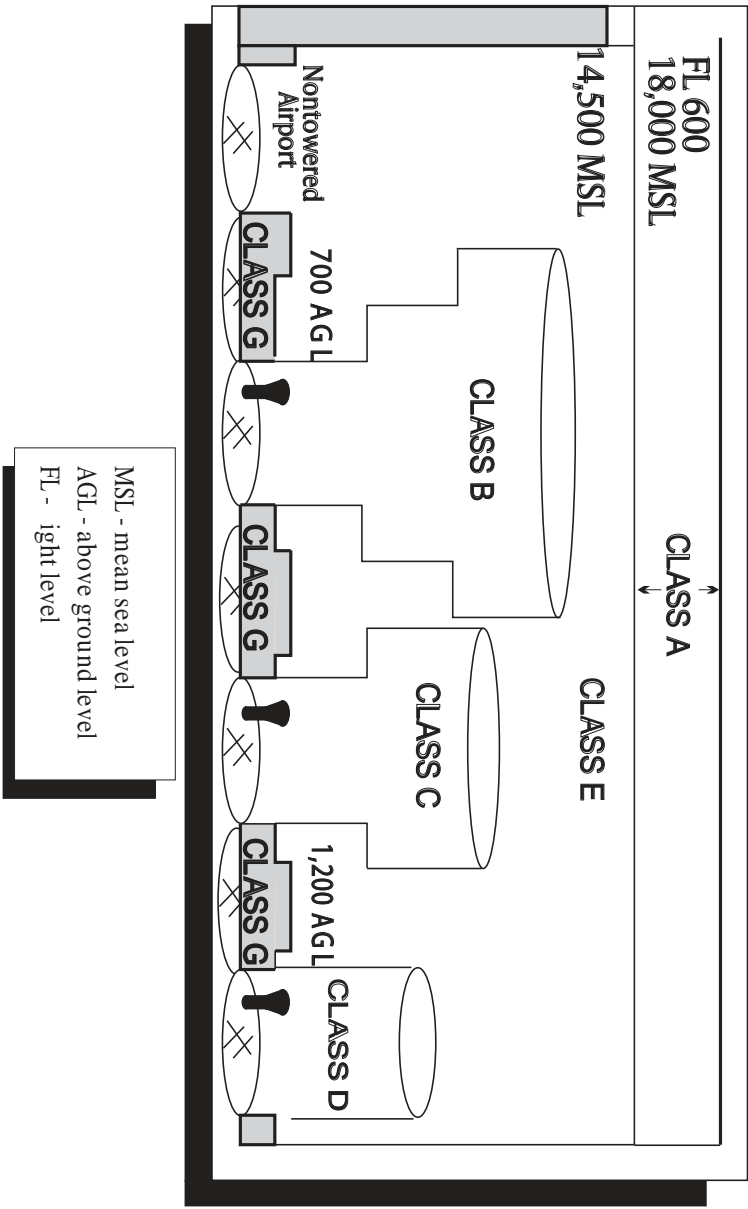 FL 600
18,000 MSL
CLASS A
14,500 MSL
CLASS E
CLASS B
CLASS C
Nontowered
Airport
700 AGL
1,200 AGL
CLASS D
CLASS G
CLASS G
CLASS G
MSL - mean sea level
AGL - above ground level
FL - ight level